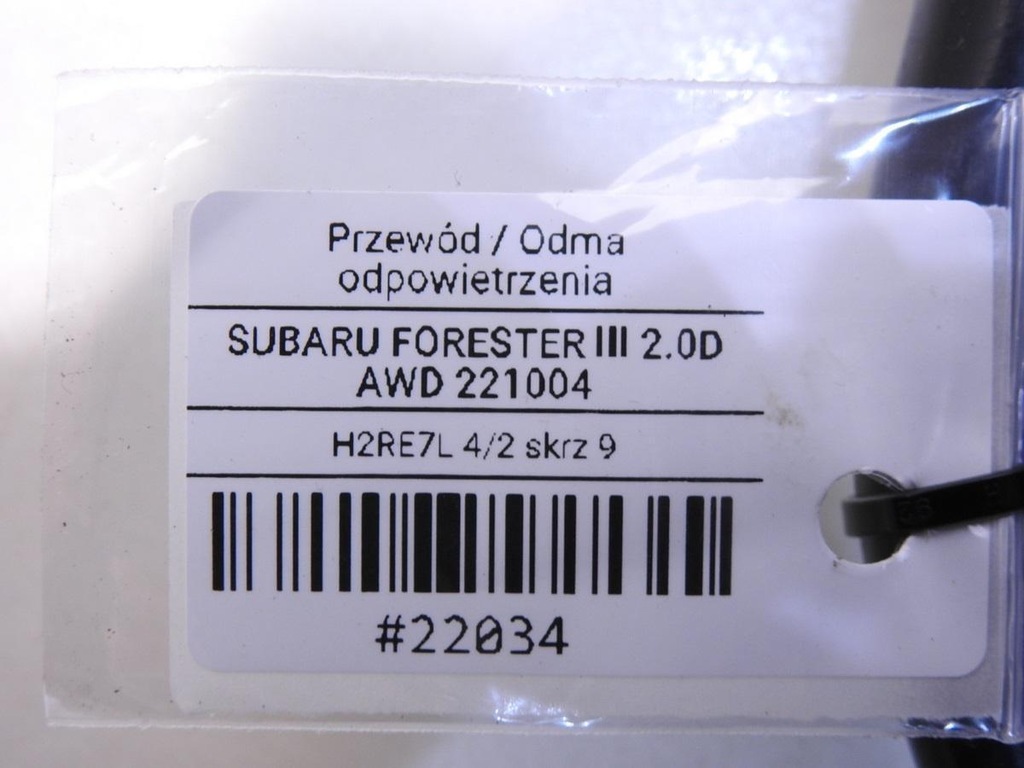 Przewód / Odma
odpowietrzenia
SUBARU FORESTER III 2.0D
AWD 221004
H2RE7L 4/2 skrz 9
#22034